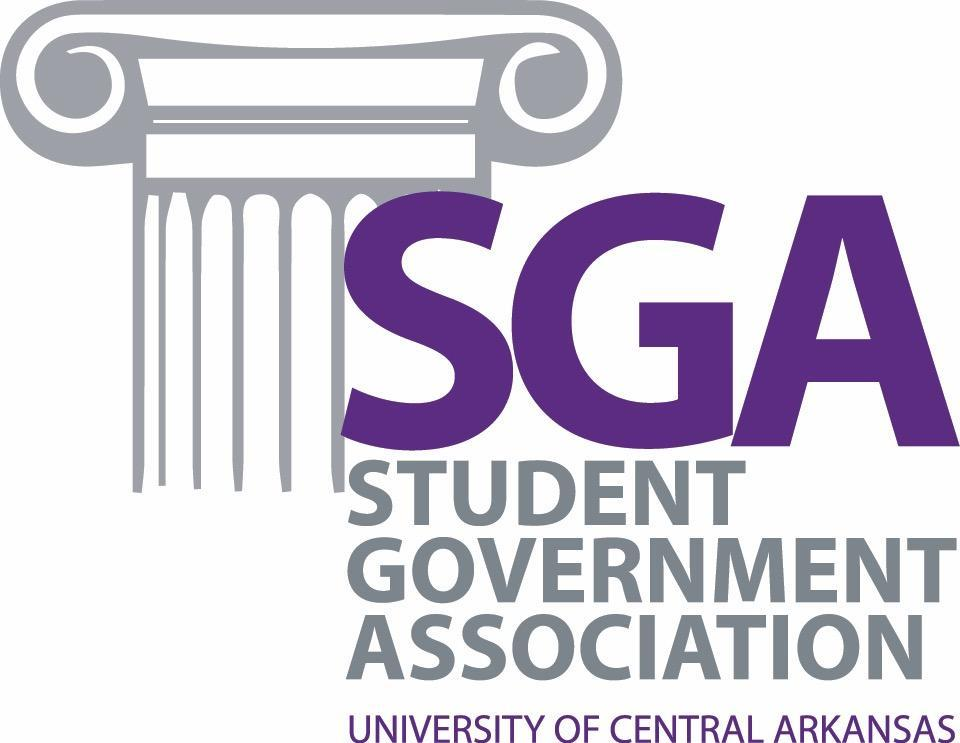 SGA
STUDENT
GOVERNMENT
ASSOCIATION
UNIVERSITY OF CENTRAL ARKANSAS